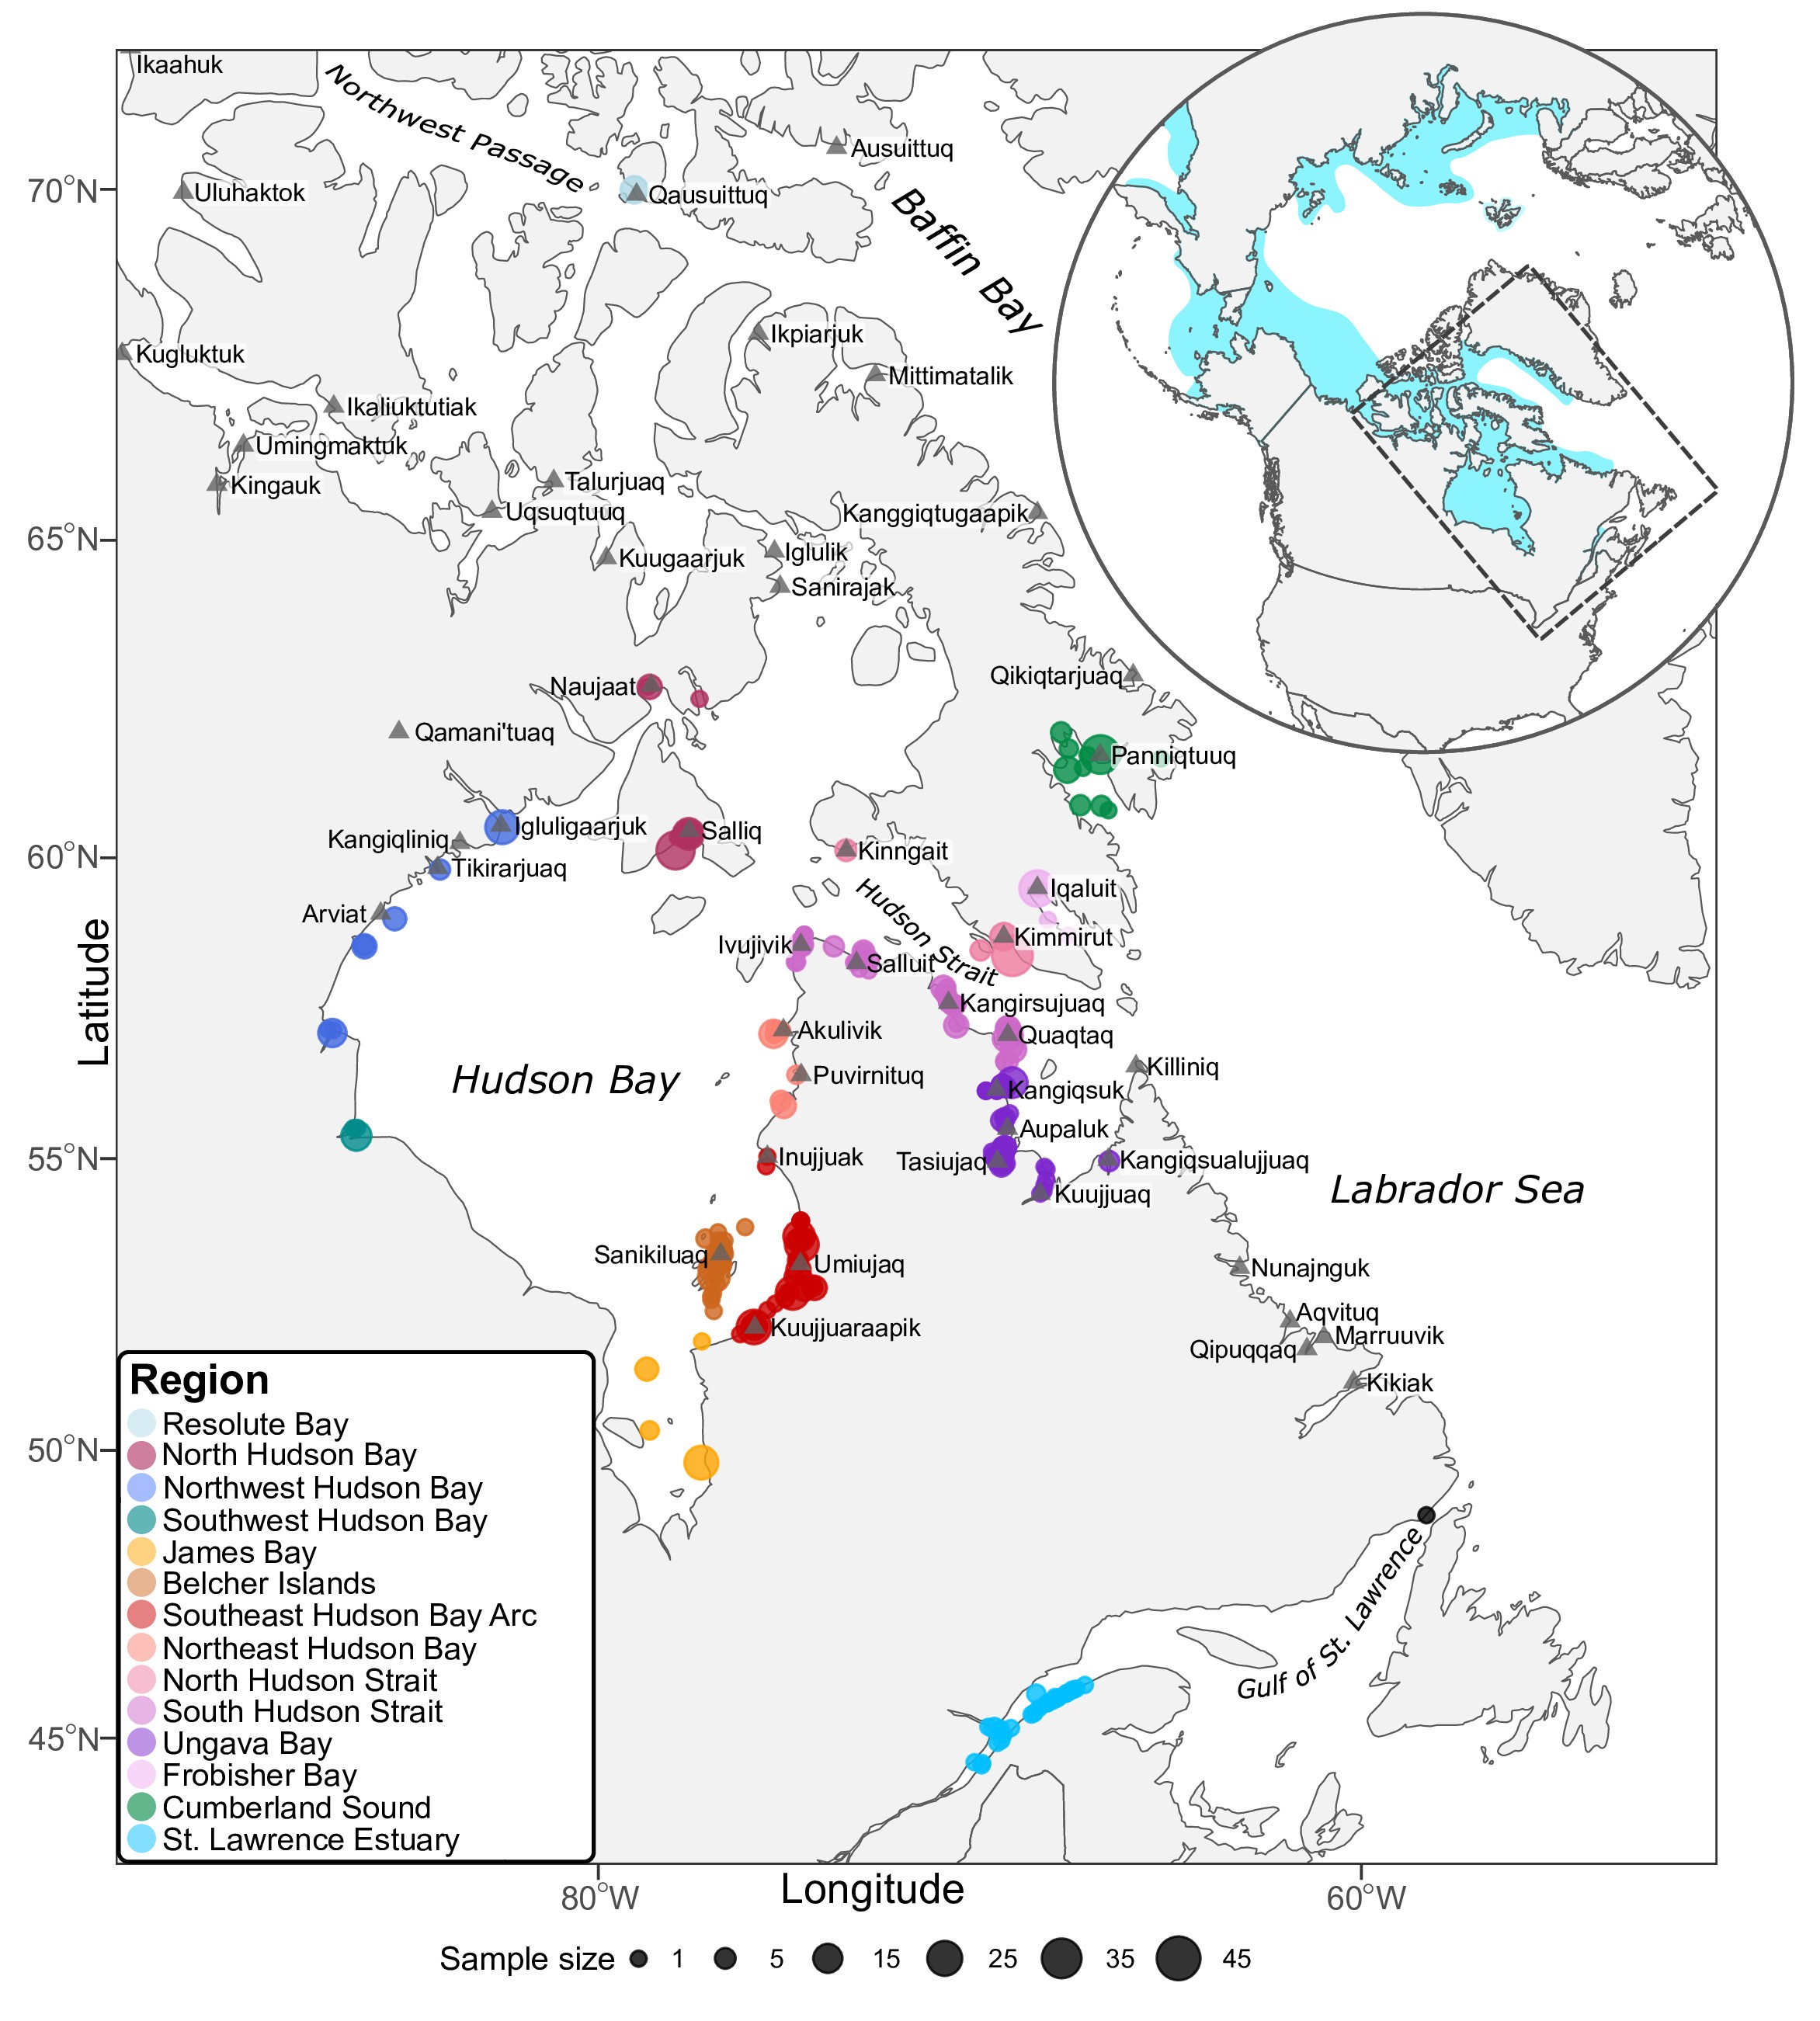 Ikaahuk
Northwest Passage
Ausuittuq
70°N
Uluhaktok
Qausuittuq
Baffin Bay
Ikpiarjuk
Kugluktuk
Mittimatalik
Ikaliuktutiak
Umingmaktuk
Talurjuaq
Kingauk
Uqsuqtuuq
Kanggiqtugaapik
65°N
Iglulik
Kuugaarjuk
Sanirajak
Qikiqtarjuaq
Naujaat
Qamani'tuaq
Panniqtuuq
Igluligaarjuk
Salliq
Kangiqliniq
60°N
Kinngait
Tikirarjuaq
Iqaluit
Arviat
Hudson Strait
Kimmirut
Ivujivik
Salluit
Kangirsujuaq
Latitude
Akulivik
Quaqtaq
Killiniq
Hudson Bay
Puvirnituq
Kangiqsuk
Aupaluk
55°N
Inujjuak
Tasiujaq
Kangiqsualujjuaq
Kuujjuaq
Labrador Sea
Sanikiluaq
Umiujaq
Nunajnguk
Aqvituq
Kuujjuaraapik
Marruuvik
Qipuqqaq
Kikiak
Region
Resolute Bay
50°N
North Hudson Bay
Northwest Hudson Bay
Southwest Hudson Bay
James Bay
Belcher Islands
Southeast Hudson Bay Arc
Northeast Hudson Bay
North Hudson Strait
South Hudson Strait
Ungava Bay
Frobisher Bay
Cumberland Sound
St. Lawrence Estuary
Gulf of St. Lawrence
45°N
80°W
Longitude
60°W
Sample size 1 5 15 25 35 45